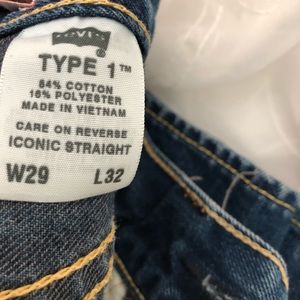 Levi's ®
TYPE 1™
84% COTTON
16% POLYESTER
MADE IN VIETNAM
CARE ON REVERSE
ICONIC STRAIGHT
W29 L32